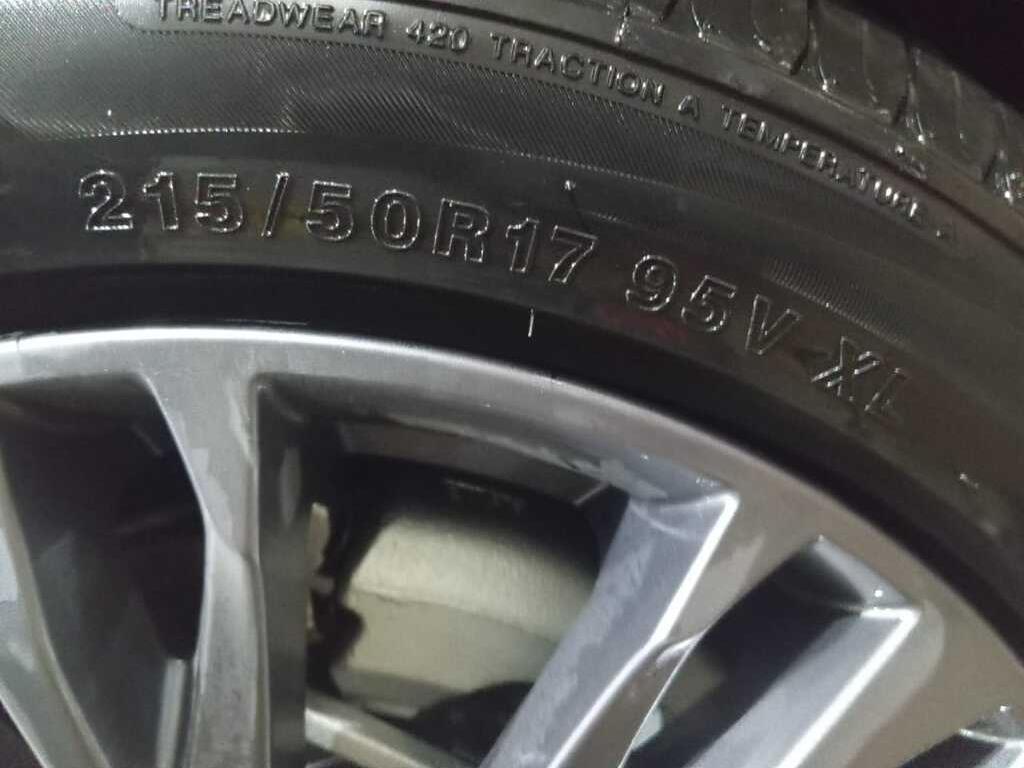 TREADWEAR 420 TRACTION A TEMPERATURE A
215/50R17 95V XL